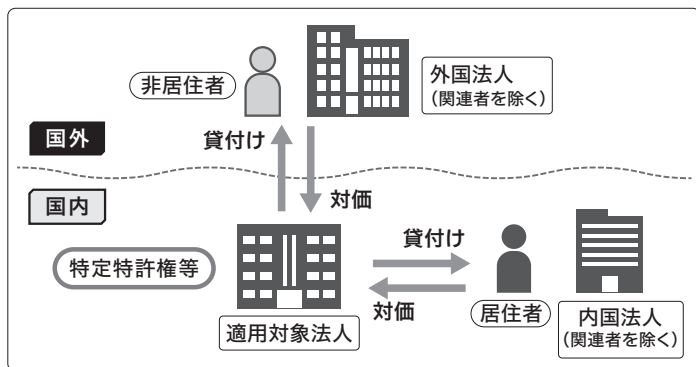 非居住者
外国法人
(関連者を除く)
国外
貸付け
対価
国内
特定特許権等
適用対象法人
貸付け
対価
居住者
内国法人
(関連者を除く)